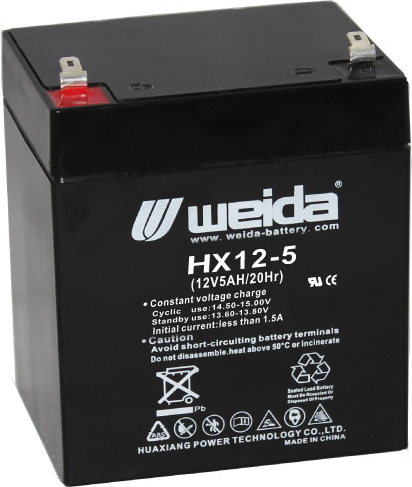 weida®
www. weida-battery. com
HX12-5
(12V5AH/20Hr)
• Constant voltage charge
Cyclic use:14.50-15.00V
Standby use:13.60-13.80V
Initial current:less than 1.5A
• Caution
Avoid short-circuiting battery terminals
Do not disassemble.heat above 50°C or incinerate
Sealed Lead Battery
Must Be Recycled Or
Disposed Of Properly
Pb
ABS
HUAXIANG POWER TECHNOLOGY CO.,LTD.
MADE IN CHINA